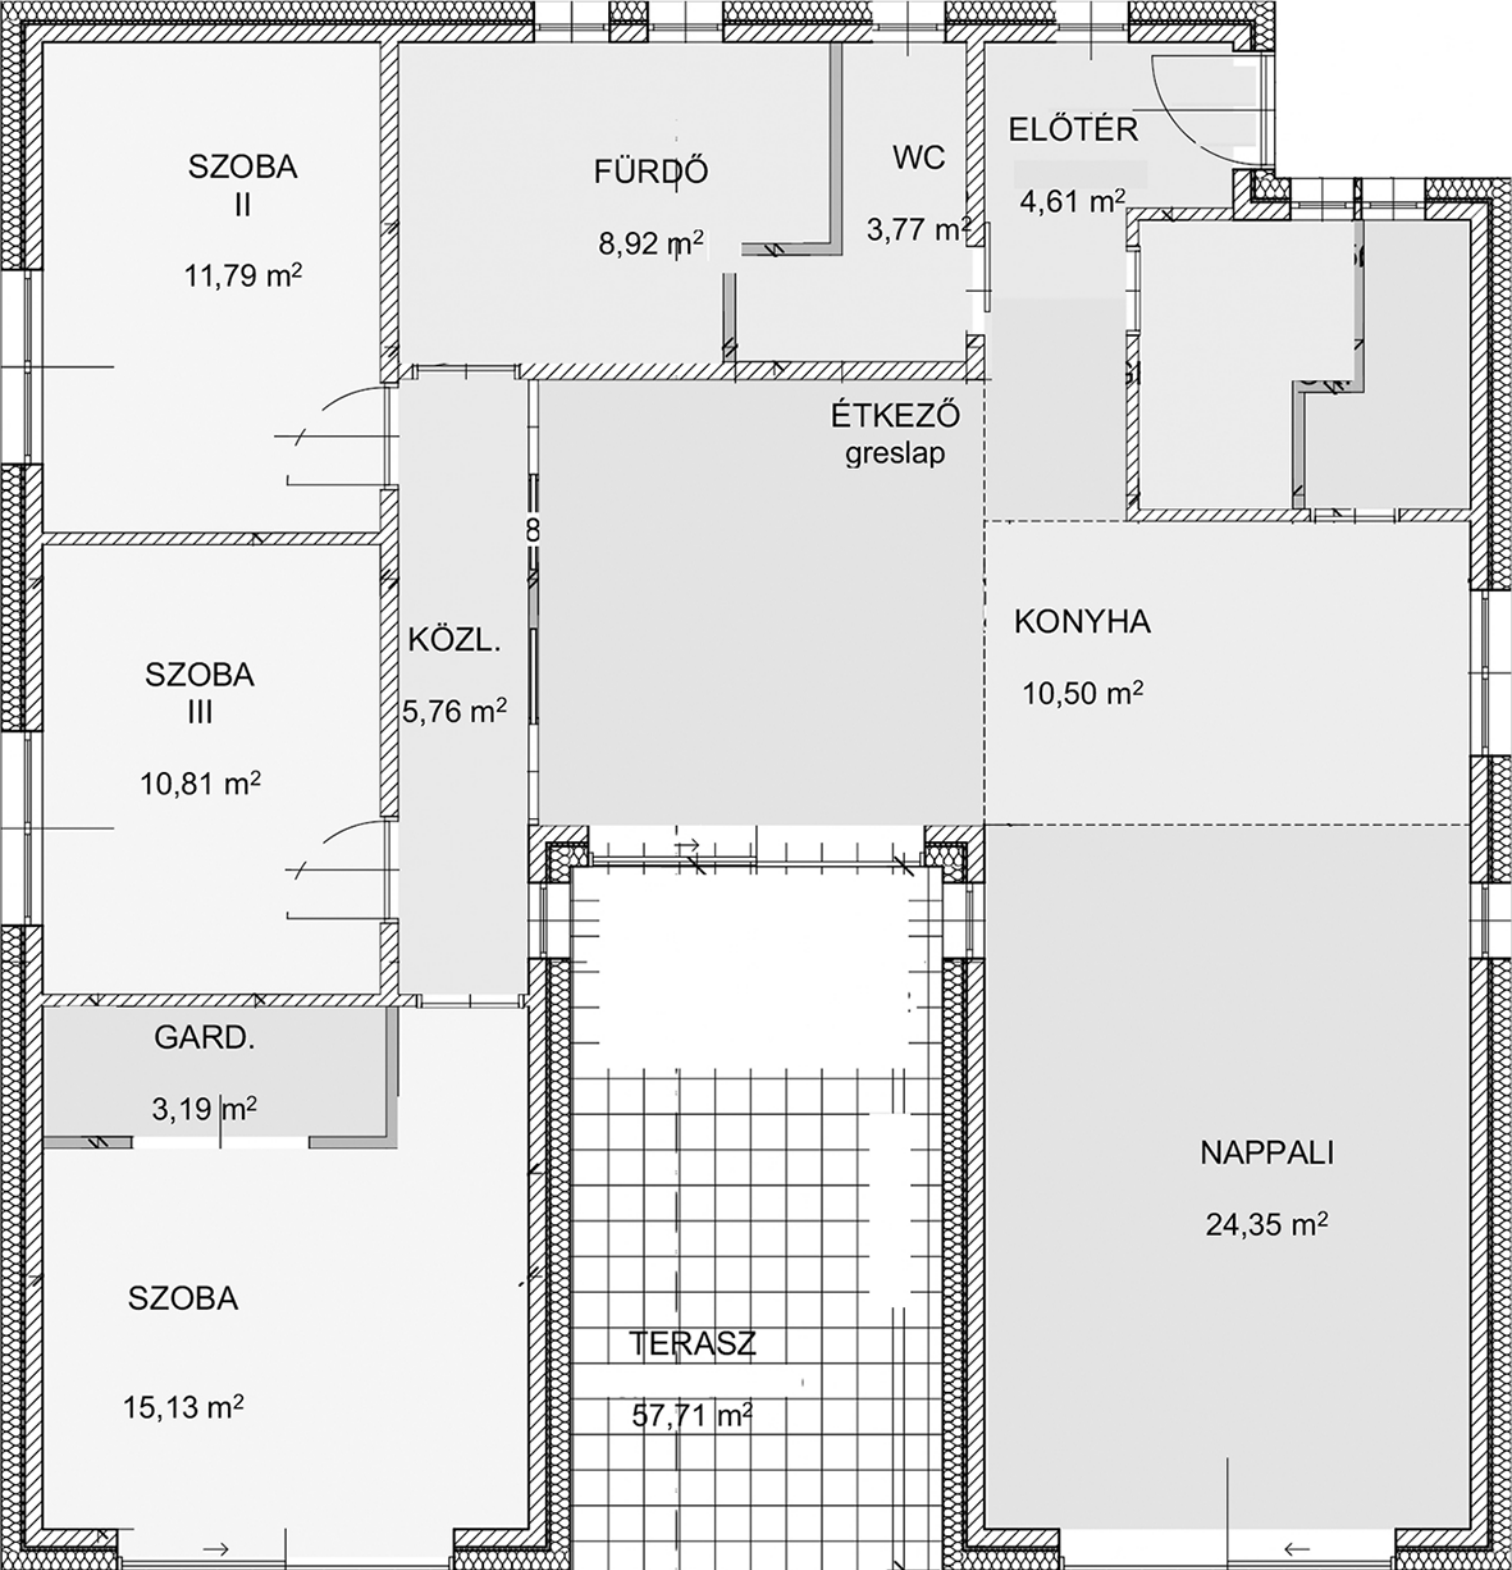 SZOBA
II
11,79 m²
FÜRDŐ
8,92 m²
WC
3,77 m²
ELŐTÉR
4,61 m²
ÉTKEZŐ
greslap
8
SZOBA
III
10,81 m²
KÖZL.
5,76 m²
KONYHA
10,50 m²
GARD.
3,19 m²
SZOBA
15,13 m²
TERASZ
57,71 m²
NAPPALI
24,35 m²